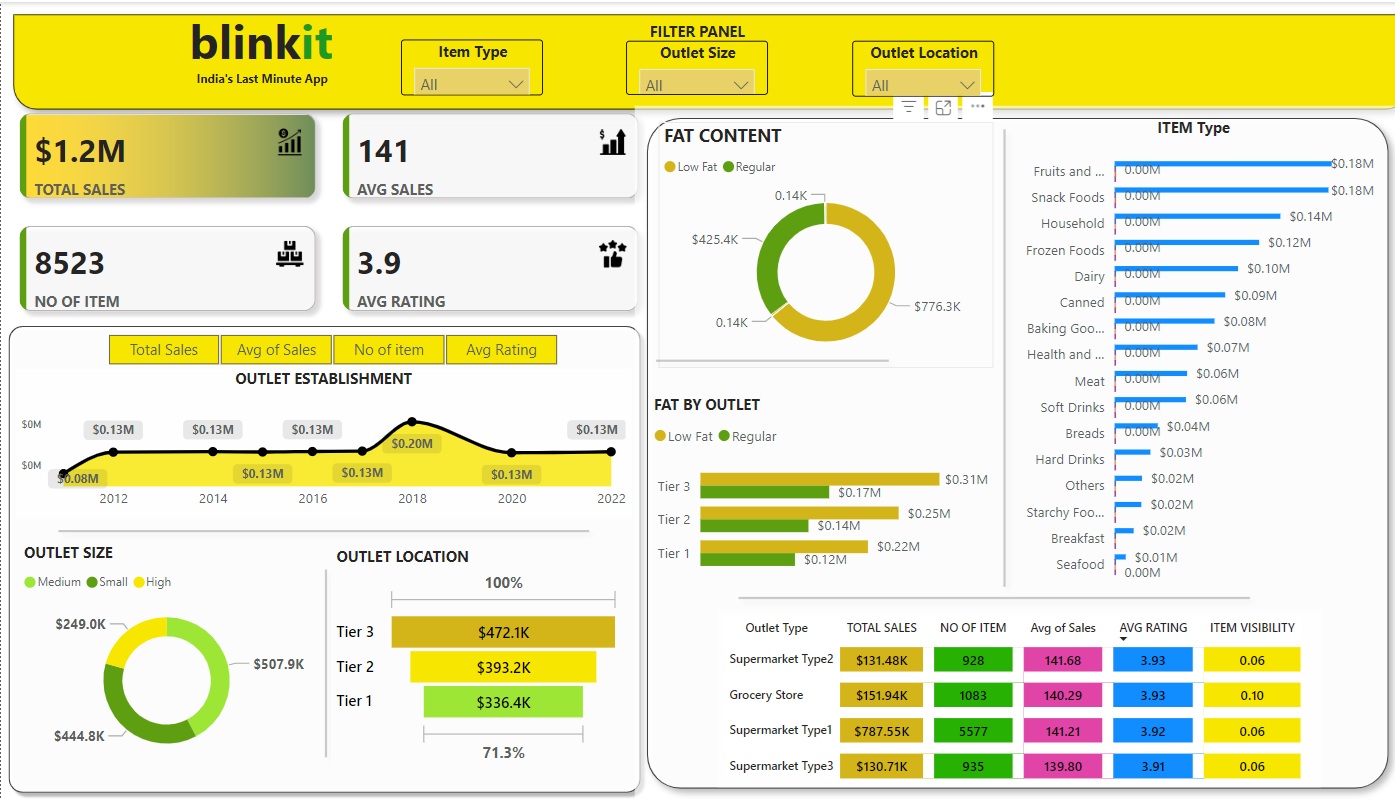 blinkit
India's Last Minute App
FILTER PANEL
Item Type
All
Outlet Size
All
Outlet Location
All
$1.2M
TOTAL SALES
141
AVG SALES
8523
NO OF ITEM
3.9
AVG RATING
Total Sales
Avg of Sales
No of item
Avg Rating
OUTLET ESTABLISHMENT
$0M
$0M
$0.08M
$0.13M
$0.13M
$0.13M
$0.13M
$0.13M
$0.20M
$0.13M
$0.13M
2012
2014
2016
2018
2020
2022
OUTLET SIZE
Medium
Small
High
$249.0K
$507.9K
$444.8K
OUTLET LOCATION
100%
Tier 3
$472.1K
Tier 2
$393.2K
Tier 1
$336.4K
71.3%
FAT CONTENT
Low Fat
Regular
0.14K
$425.4K
$776.3K
0.14K
FAT BY OUTLET
Low Fat
Regular
Tier 3
$0.31M
$0.17M
Tier 2
$0.25M
$0.14M
Tier 1
$0.22M
$0.12M
ITEM Type
Fruits and ...
$0.18M
0.00M
Snack Foods
$0.18M
0.00M
Household
$0.14M
0.00M
Frozen Foods
$0.12M
0.00M
Dairy
$0.10M
0.00M
Canned
$0.09M
0.00M
Baking Goo...
$0.08M
0.00M
Health and ...
$0.07M
0.00M
Meat
$0.06M
0.00M
Soft Drinks
$0.06M
0.00M
Breads
$0.04M
0.00M
Hard Drinks
$0.03M
Others
$0.02M
Starchy Foo...
$0.02M
Breakfast
$0.02M
Seafood
$0.01M
0.00M
Outlet Type TOTAL SALES NO OF ITEM Avg of Sales AVG RATING ITEM VISIBILITY
Supermarket Type2 $131.48K 928 141.68 3.93 0.06
Grocery Store $151.94K 1083 140.29 3.93 0.10
Supermarket Type1 $787.55K 5577 141.21 3.92 0.06
Supermarket Type3 $130.71K 935 139.80 3.91 0.06